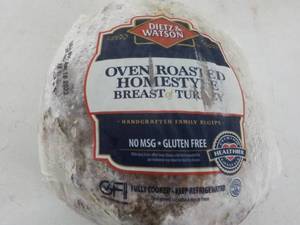 DIETZ &
WATSON
OVEN ROASTED
HOMESTYLE
BREAST of TURKEY
HANDCRAFTED FAMILY RECIPE
NO MSG • GLUTEN FREE
HEALTHIER
FULLY COOKED - KEEP REFRIGERATED